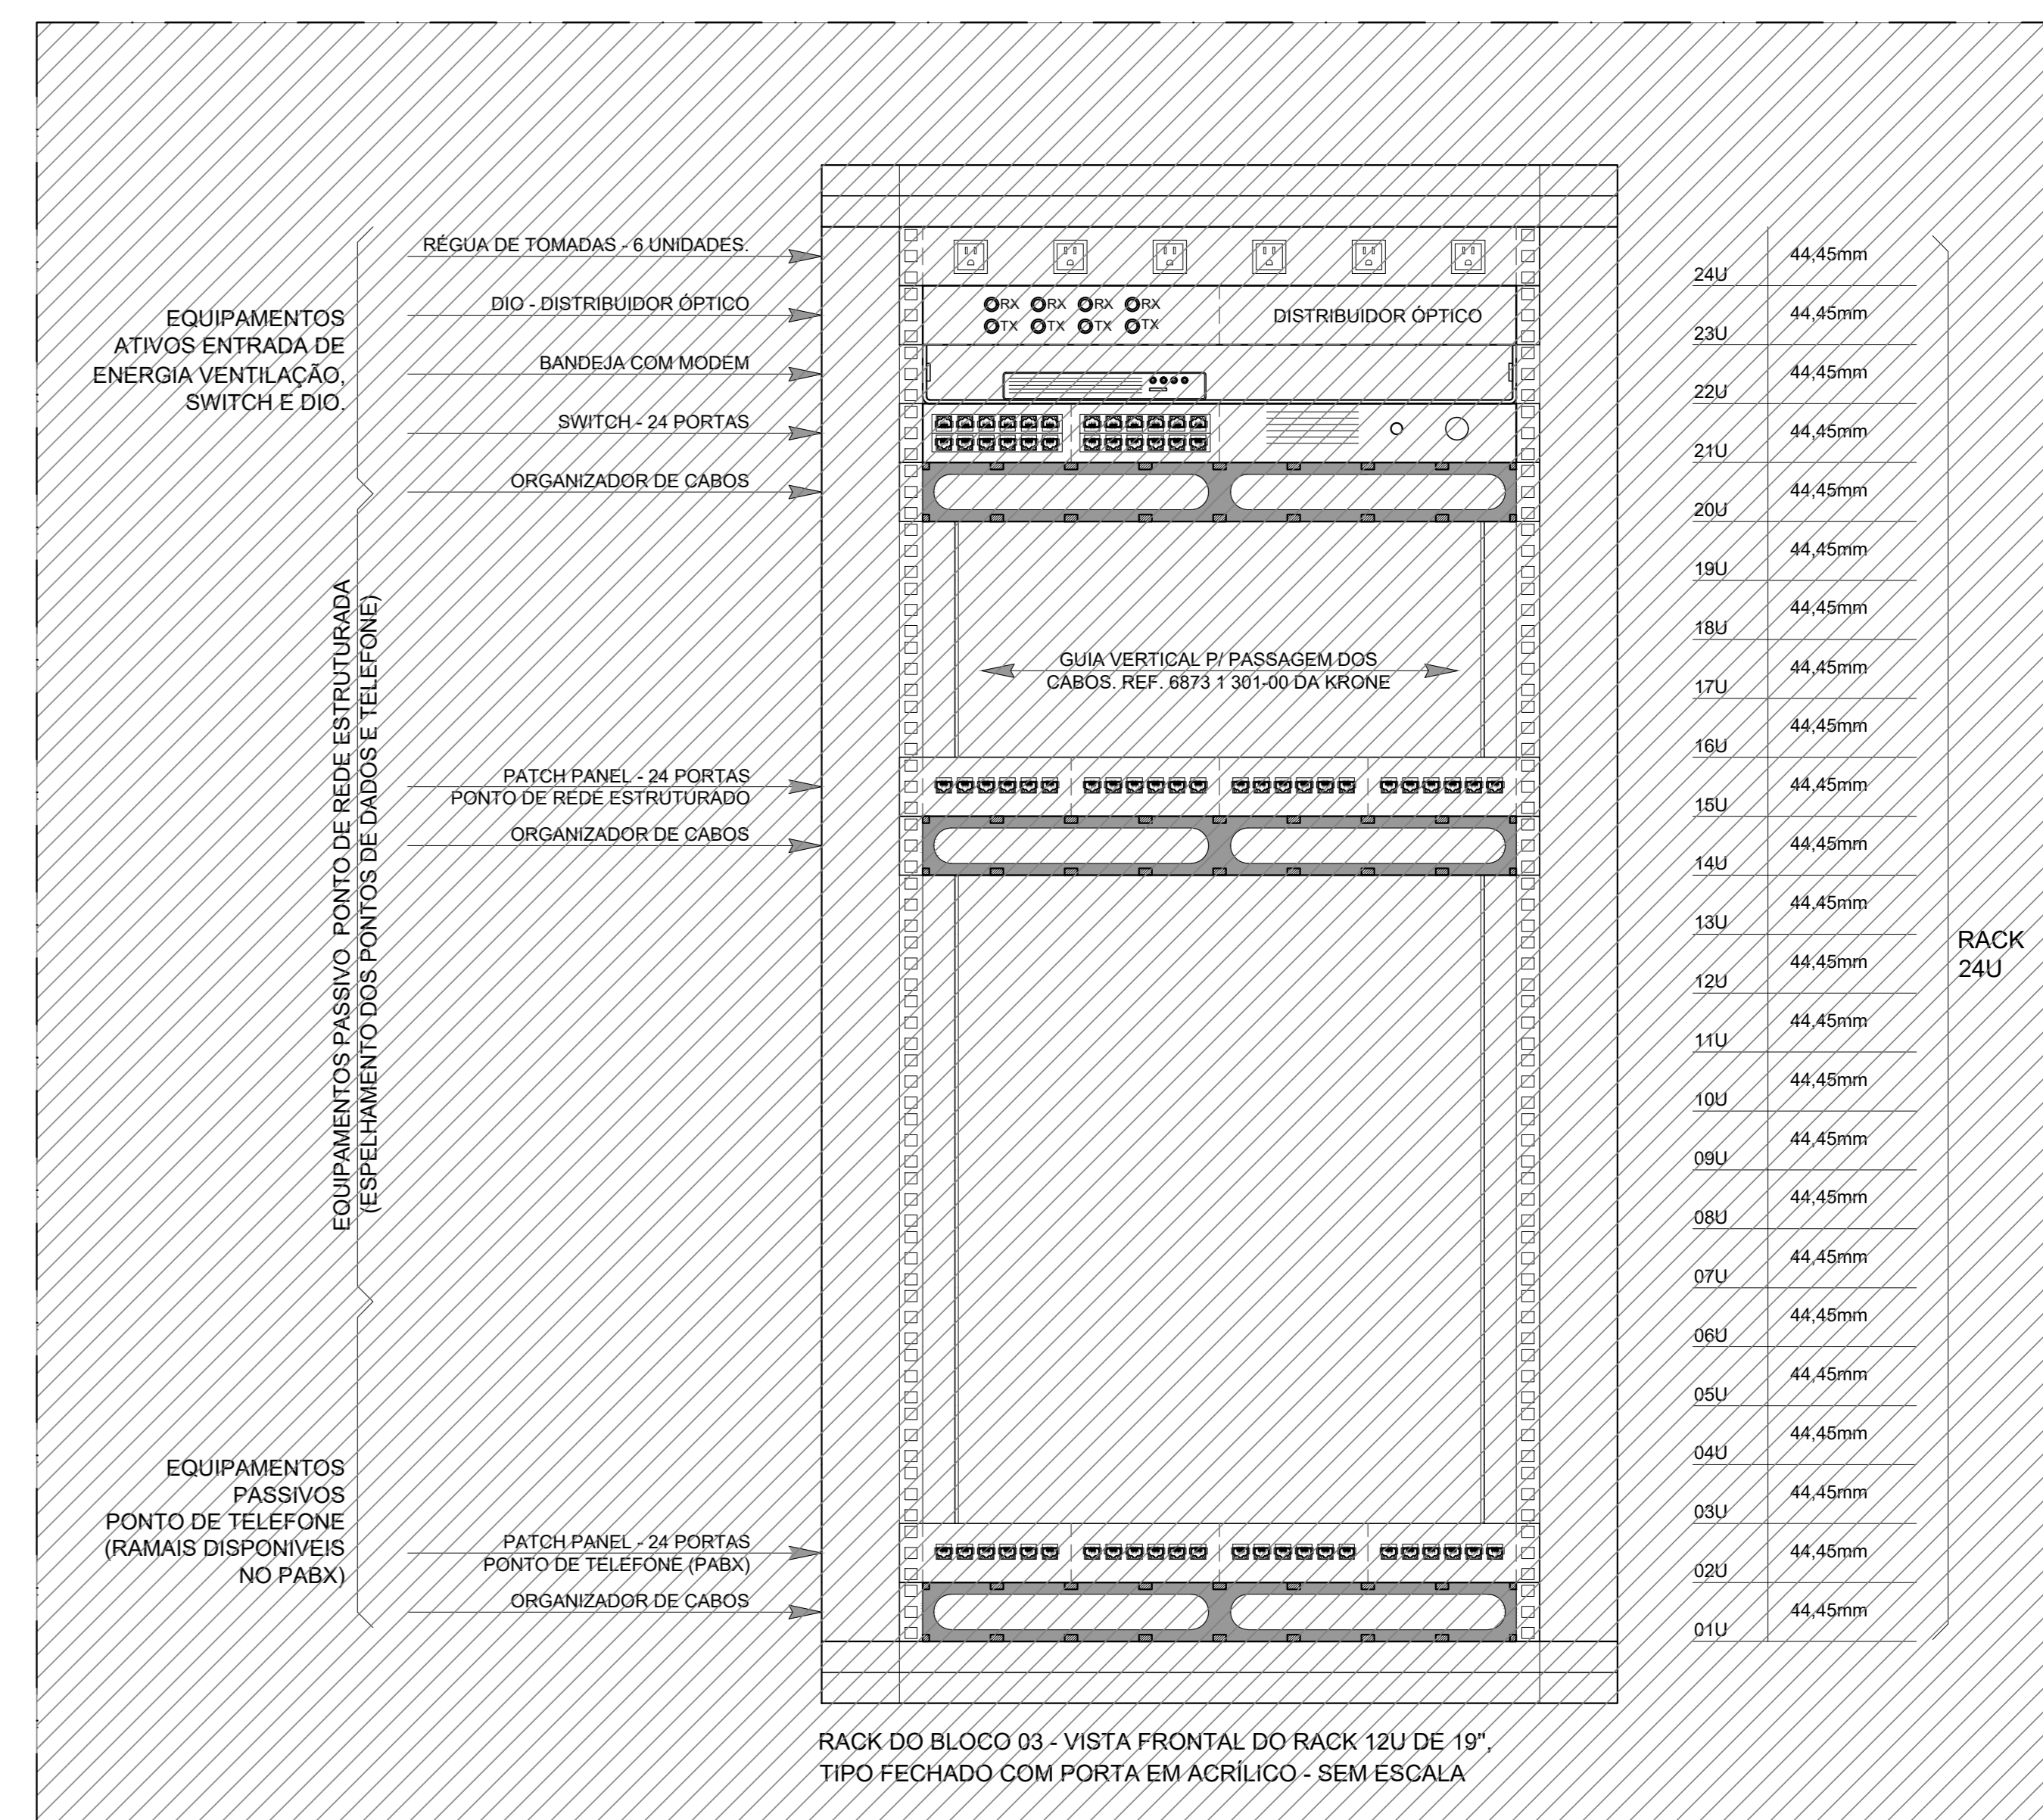 RÉGUA DE TOMADAS - 6 UNIDADES.
DIO - DISTRIBUIDOR ÓPTICO
BANDEJA COM MODEM
SWITCH - 24 PORTAS
ORGANIZADOR DE CABOS
EQUIPAMENTOS
ATIVOS ENTRADA DE
ENERGIA VENTILAÇÃO,
SWITCH E DIO.
EQUIPAMENTOS PASSIVO PONTO DE REDE ESTRUTURADA
(ESPELHAMENTO DOS PONTOS DE DADOS E TELEFONE)
PATCH PANEL - 24 PORTAS
PONTO DE REDE ESTRUTURADO
ORGANIZADOR DE CABOS
EQUIPAMENTOS
PASSIVOS
PONTO DE TELEFONE
(RAMAIS DISPONIVEIS
NO PABX)
PATCH PANEL - 24 PORTAS
PONTO DE TELEFONE (PABX)
ORGANIZADOR DE CABOS
RX RX RX RX
TX TX TX TX
DISTRIBUIDOR ÓPTICO
GUIA VERTICAL P/ PASSAGEM DOS
CABOS. REF. 6873 1 301-00 DA KRONE
24U 44,45mm
23U 44,45mm
22U 44,45mm
21U 44,45mm
20U 44,45mm
19U 44,45mm
18U 44,45mm
17U 44,45mm
16U 44,45mm
15U 44,45mm
14U 44,45mm
13U 44,45mm
12U 44,45mm
11U 44,45mm
10U 44,45mm
09U 44,45mm
08U 44,45mm
07U 44,45mm
06U 44,45mm
05U 44,45mm
04U 44,45mm
03U 44,45mm
02U 44,45mm
01U 44,45mm
RACK
24U
RACK DO BLOCO 03 - VISTA FRONTAL DO RACK 12U DE 19",
TIPO FECHADO COM PORTA EM ACRÍLICO - SEM ESCALA